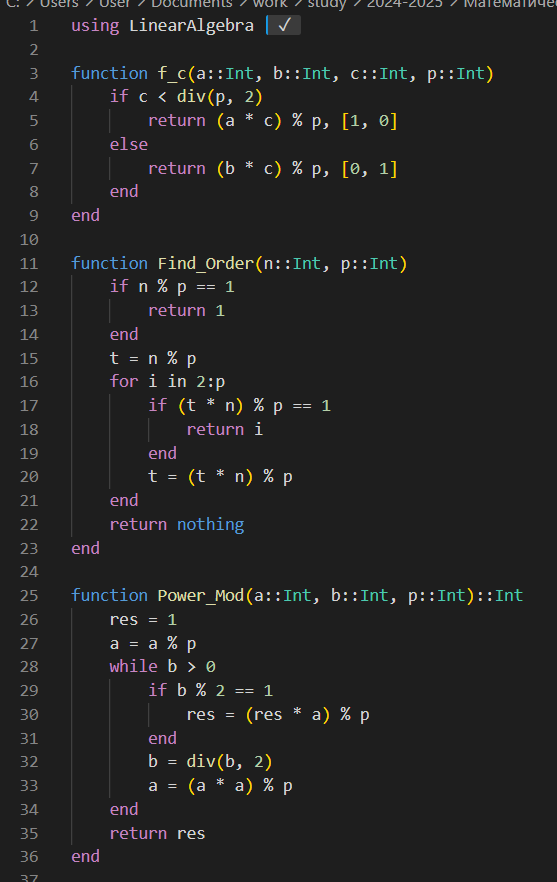 C: > Users > User > Documents > work > study > 2024-2025 > Математичес
1 using LinearAlgebra ✓
2
3 function f_c(a::Int, b::Int, c::Int, p::Int)
4     if c < div(p, 2)
5         return (a * c) % p, [1, 0]
6     else
7         return (b * c) % p, [0, 1]
8     end
9 end
10
11 function Find_Order(n::Int, p::Int)
12     if n % p == 1
13         return 1
14     end
15     t = n % p
16     for i in 2:p
17         if (t * n) % p == 1
18             return i
19         end
20         t = (t * n) % p
21     end
22     return nothing
23 end
24
25 function Power_Mod(a::Int, b::Int, p::Int)::Int
26     res = 1
27     a = a % p
28     while b > 0
29         if b % 2 == 1
30             res = (res * a) % p
31         end
32         b = div(b, 2)
33         a = (a * a) % p
34     end
35     return res
36 end
37